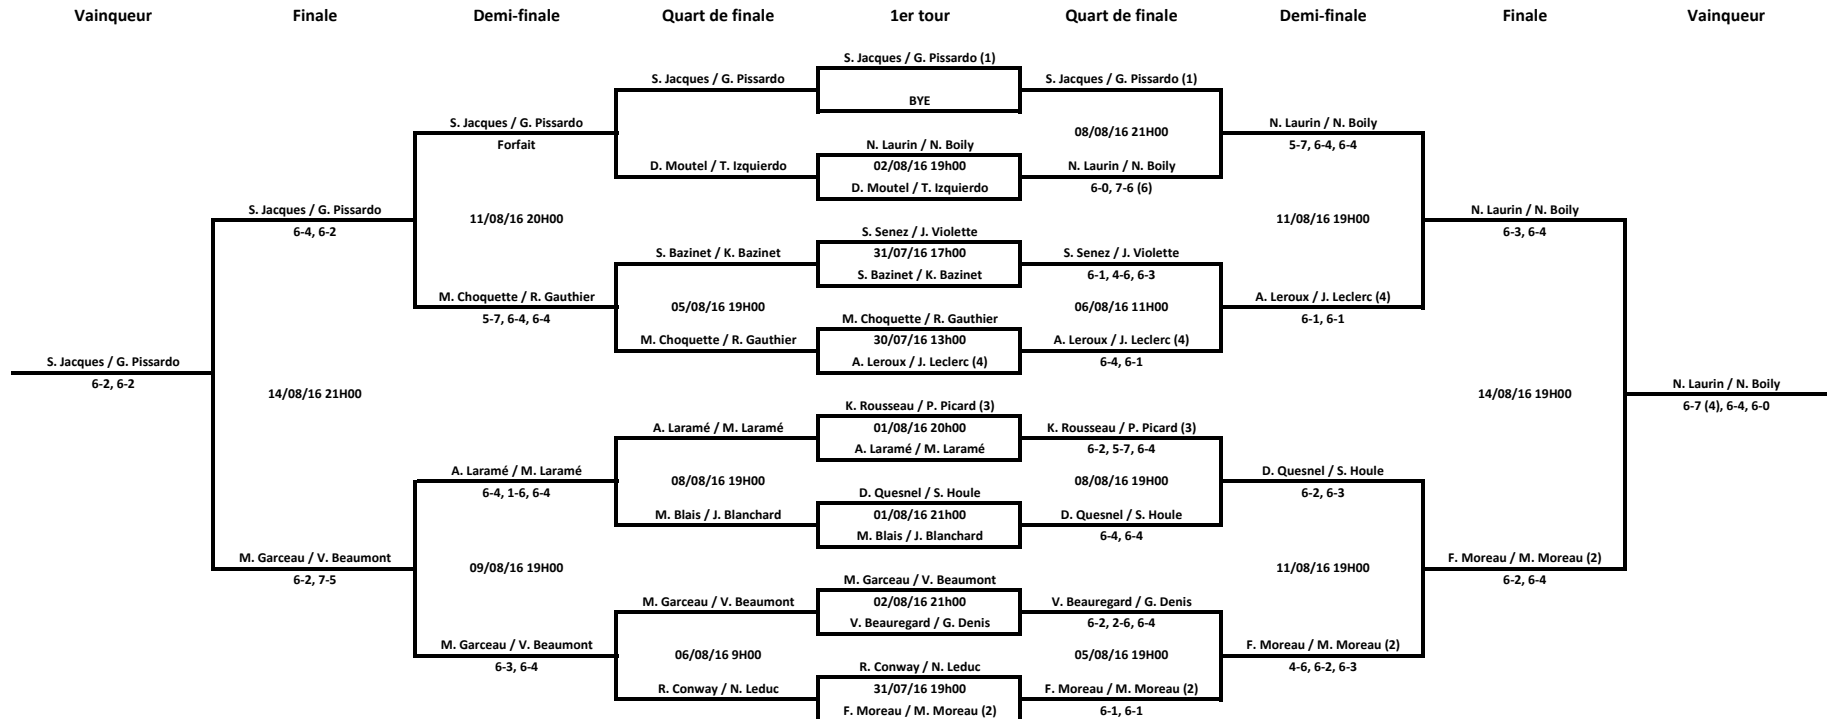 Vainqueur Finale Demi-finale Quart de finale 1er tour Quart de finale Demi-finale Finale Vainqueur
S. Jacques / G. Pissardo (1)
S. Jacques / G. Pissardo S. Jacques / G. Pissardo (1)
BYE
S. Jacques / G. Pissardo N. Laurin / N. Boily
08/08/16 21H00
Forfait N. Laurin / N. Boily 5-7, 6-4, 6-4
D. Moutel / T. Izquierdo 02/08/16 19h00 N. Laurin / N. Boily
D. Moutel / T. Izquierdo 6-0, 7-6 (6)
S. Jacques / G. Pissardo N. Laurin / N. Boily
11/08/16 20H00 11/08/16 19H00
6-4, 6-2 S. Senez / J. Violette 6-3, 6-4
S. Bazinet / K. Bazinet 31/07/16 17h00 S. Senez / J. Violette
S. Bazinet / K. Bazinet 6-1, 4-6, 6-3
M. Choquette / R. Gauthier A. Leroux / J. Leclerc (4)
05/08/16 19H00 06/08/16 11H00
5-7, 6-4, 6-4 M. Choquette / R. Gauthier 6-1, 6-1
M. Choquette / R. Gauthier 30/07/16 13h00 A. Leroux / J. Leclerc (4)
S. Jacques / G. Pissardo A. Leroux / J. Leclerc (4) 6-4, 6-1
6-2, 6-2 N. Laurin / N. Boily
14/08/16 21H00 14/08/16 19H00
K. Rousseau / P. Picard (3) 6-7 (4), 6-4, 6-0
A. Laramé / M. Laramé 01/08/16 20h00 K. Rousseau / P. Picard (3)
A. Laramé / M. Laramé 6-2, 5-7, 6-4
A. Laramé / M. Laramé D. Quesnel / S. Houle
08/08/16 19H00 08/08/16 19H00
6-4, 1-6, 6-4 D. Quesnel / S. Houle 6-2, 6-3
M. Blais / J. Blanchard 01/08/16 21h00 D. Quesnel / S. Houle
M. Blais / J. Blanchard 6-4, 6-4
M. Garceau / V. Beaumont F. Moreau / M. Moreau (2)
09/08/16 19H00 11/08/16 19H00
6-2, 7-5 M. Garceau / V. Beaumont 6-2, 6-4
M. Garceau / V. Beaumont 02/08/16 21h00 V. Beauregard / G. Denis
V. Beauregard / G. Denis 6-2, 2-6, 6-4
M. Garceau / V. Beaumont F. Moreau / M. Moreau (2)
06/08/16 9H00 05/08/16 19H00
6-3, 6-4 R. Conway / N. Leduc 4-6, 6-2, 6-3
R. Conway / N. Leduc 31/07/16 19h00 F. Moreau / M. Moreau (2)
F. Moreau / M. Moreau (2) 6-1, 6-1